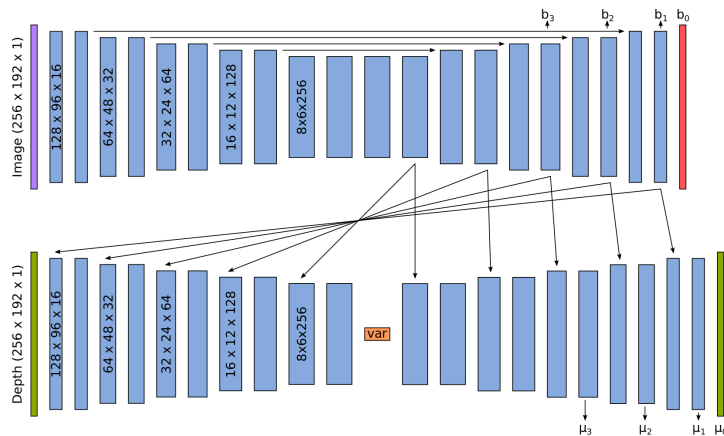 b₃
b₂
b₁
b₀
Image (256 x 192 x 1)
128 x 96 x 16
64 x 48 x 32
32 x 24 x 64
16 x 12 x 128
8x6x256
Depth (256 x 192 x 1)
128 x 96 x 16
64 x 48 x 32
32 x 24 x 64
16 x 12 x 128
8x6x256
var
μ₃
μ₂
μ₁
μ